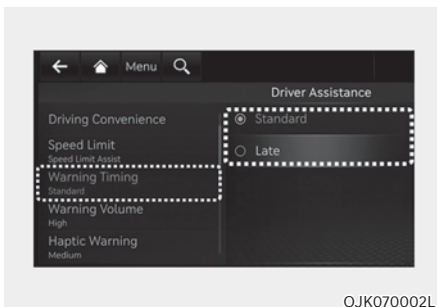 Menu
Driver Assistance
Driving Convenience
Speed Limit
Speed Limit Assist
Warning Timing
Standard
Warning Volume
High
Haptic Warning
Medium
Standard
Late
OJK070002L